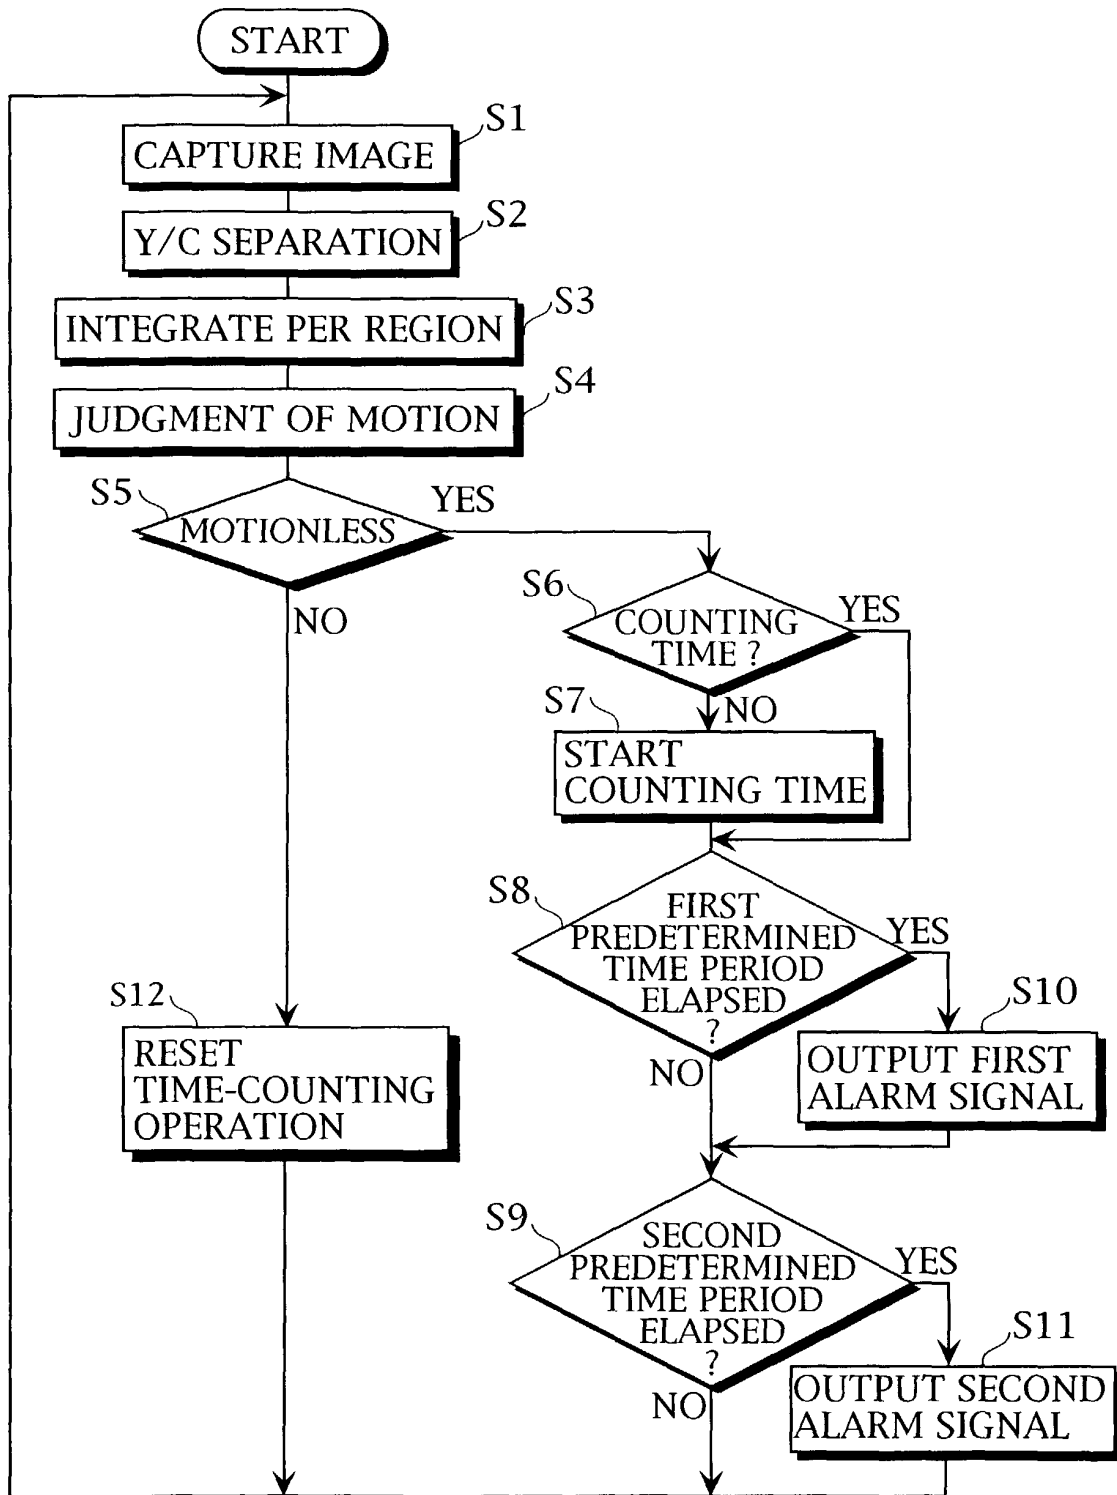 START
S1
CAPTURE IMAGE
S2
Y/C SEPARATION
S3
INTEGRATE PER REGION
S4
JUDGMENT OF MOTION
S5
MOTIONLESS
YES
NO
S6
COUNTING
TIME ?
YES
NO
S7
START
COUNTING TIME
S8
FIRST
PREDETERMINED
TIME PERIOD
ELAPSED
?
YES
NO
S10
OUTPUT FIRST
ALARM SIGNAL
S12
RESET
TIME-COUNTING
OPERATION
S9
SECOND
PREDETERMINED
TIME PERIOD
ELAPSED
?
YES
NO
S11
OUTPUT SECOND
ALARM SIGNAL